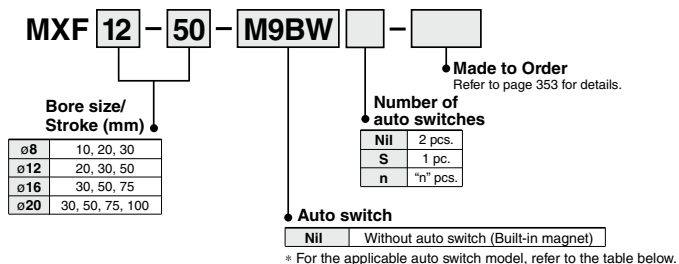 MXF 12 – 50 – M9BW –
Made to Order
Refer to page 353 for details.
Number of
auto switches
Nil 2 pcs.
S 1 pc.
n "n" pcs.
Bore size/
Stroke (mm)
ø8 10, 20, 30
ø12 20, 30, 50
ø16 30, 50, 75
ø20 30, 50, 75, 100
Auto switch
Nil Without auto switch (Built-in magnet)
∗ For the applicable auto switch model, refer to the table below.